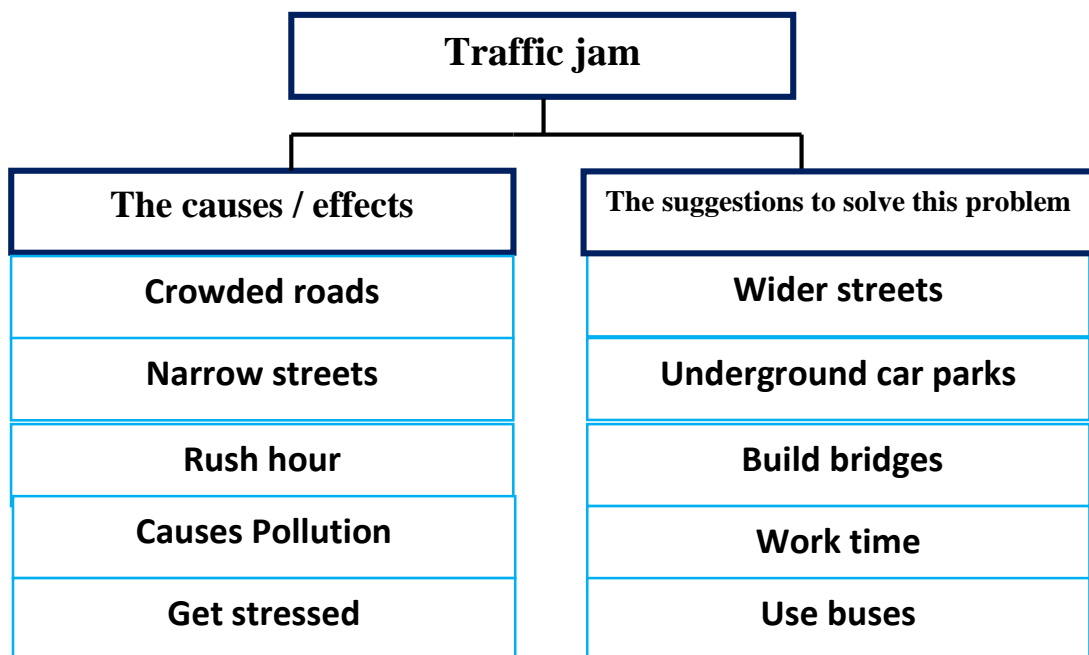 Traffic jam
The causes / effects
Crowded roads
Narrow streets
Rush hour
Causes Pollution
Get stressed
The suggestions to solve this problem
Wider streets
Underground car parks
Build bridges
Work time
Use buses